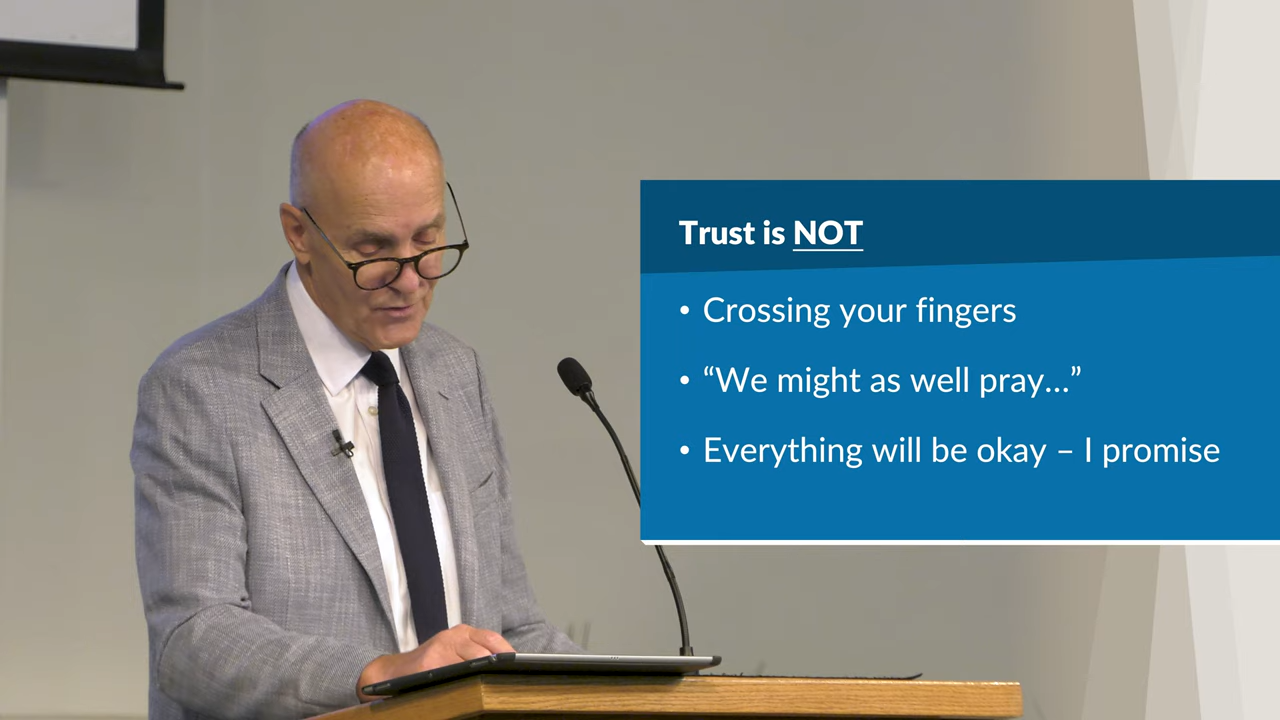 Trust is NOT
• Crossing your fingers
• “We might as well pray…”
• Everything will be okay – I promise